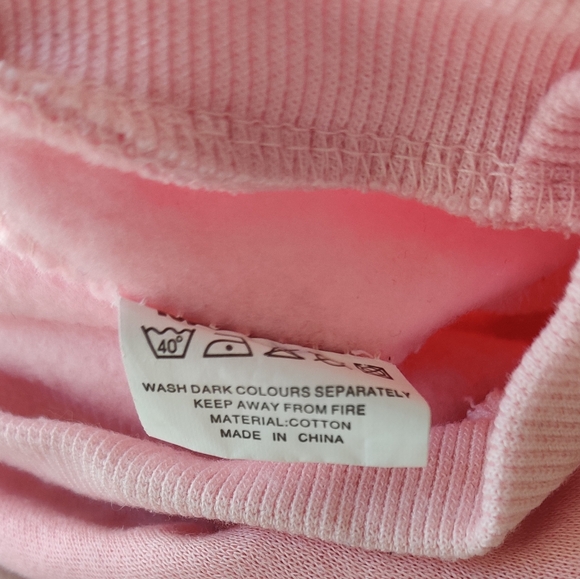 40°
WASH DARK COLOURS SEPARATELY
KEEP AWAY FROM FIRE
MATERIAL:COTTON
MADE IN CHINA